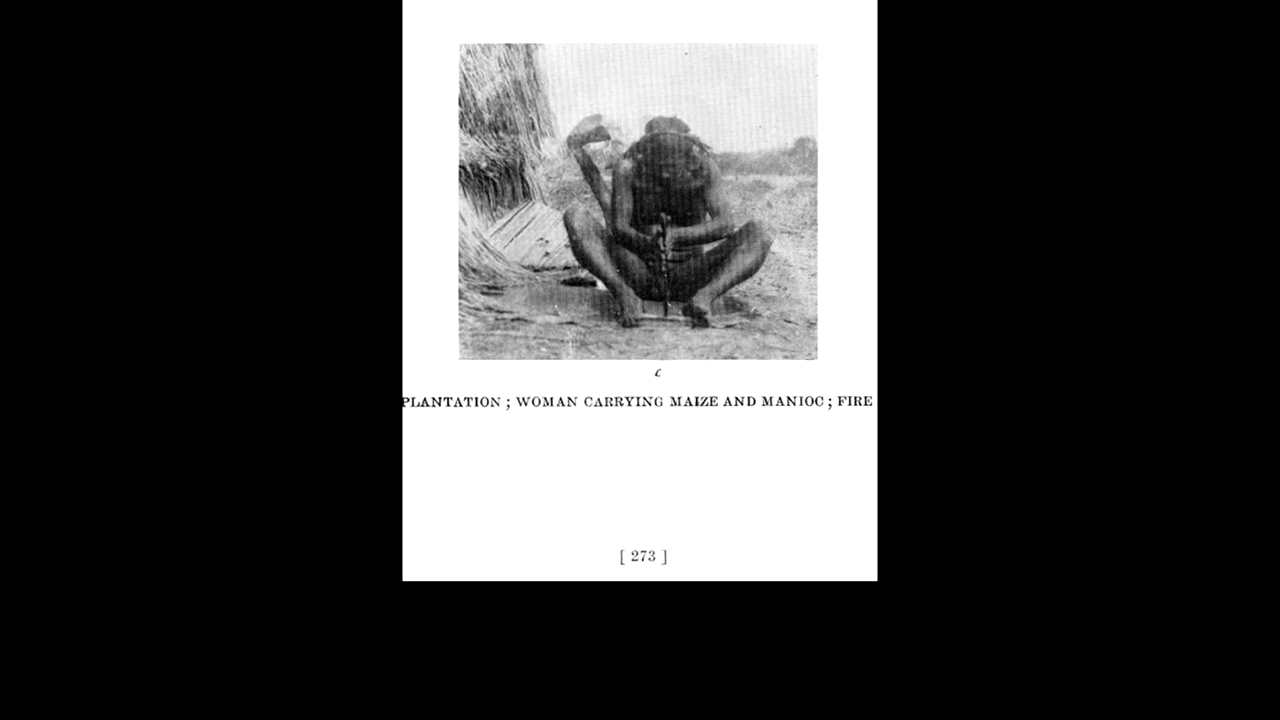 c
PLANTATION ; WOMAN CARRYING MAIZE AND MANIOC ; FIRE
[ 273 ]